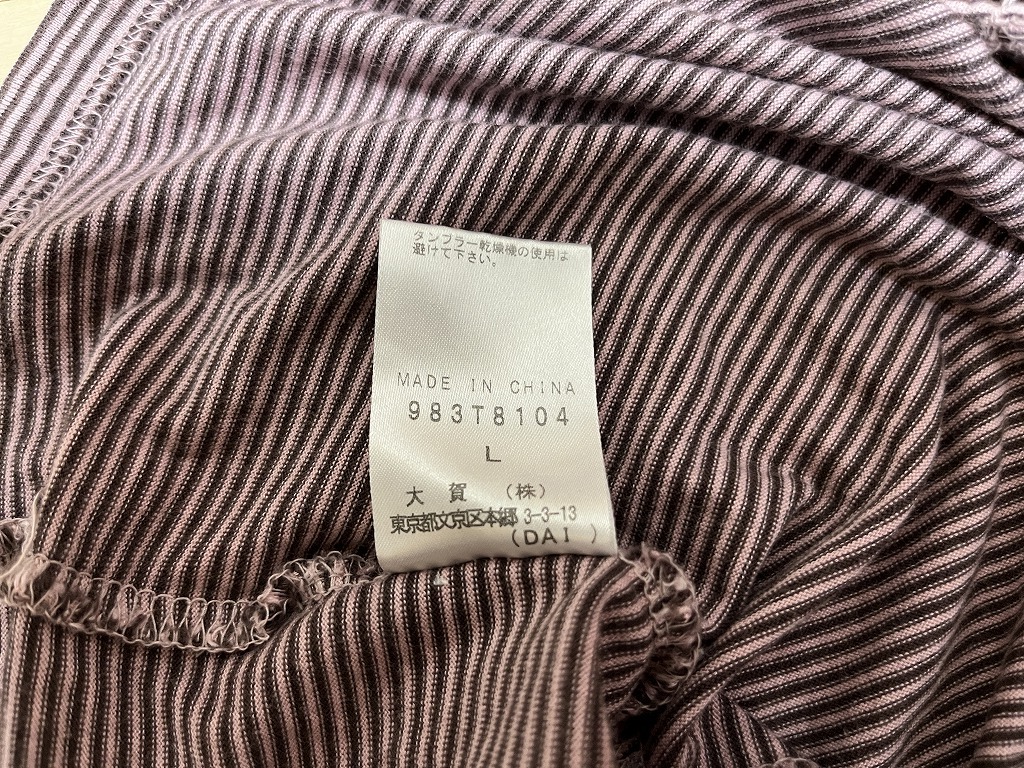 タンブラー乾燥機の使用は
避けて下さい。
MADE IN CHINA
983T8104
L
大賀 (株)
東京都文京区本郷 3-3-13
(DAI )